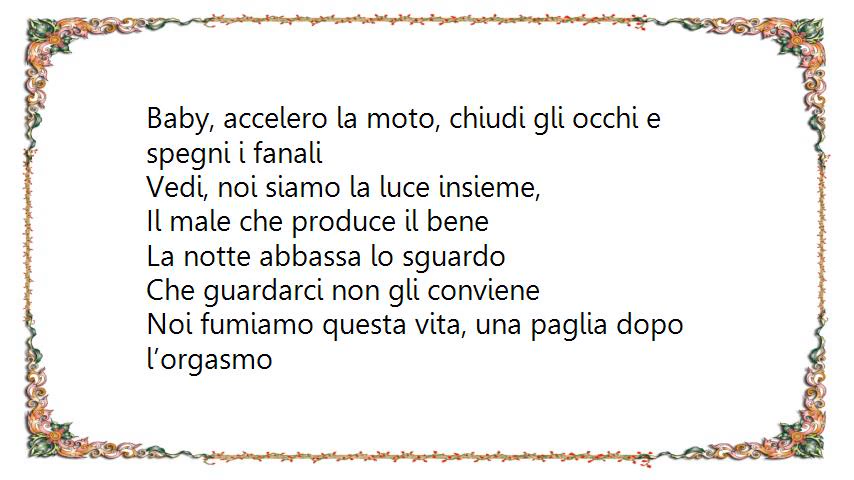 Baby, accelero la moto, chiudi gli occhi e
spegni i fanali
Vedi, noi siamo la luce insieme,
Il male che produce il bene
La notte abbassa lo sguardo
Che guardarci non gli conviene
Noi fumiamo questa vita, una paglia dopo
l’orgasmo